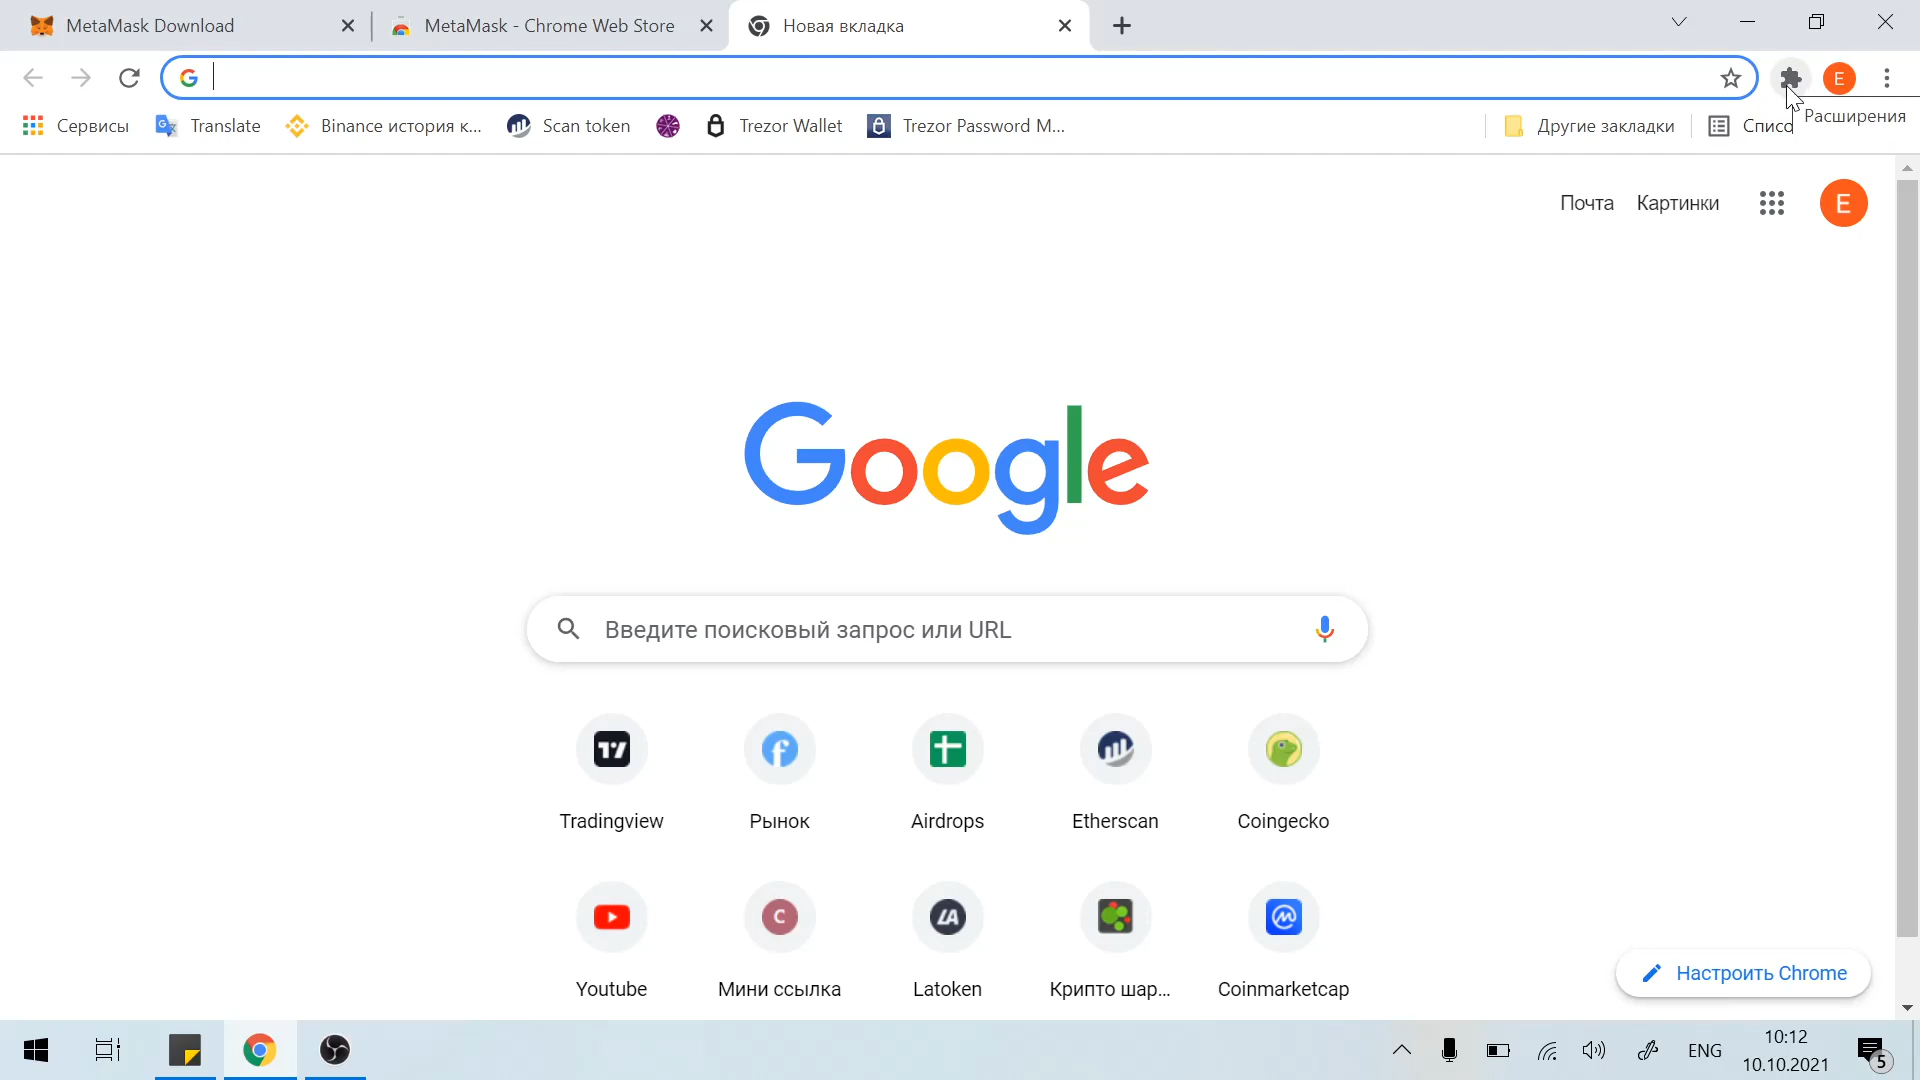 MetaMask Download
MetaMask - Chrome Web Store
Новая вкладка
E
Сервисы
Translate
Binance история к...
Scan token
Trezor Wallet
Trezor Password M...
Другие закладки
Списо
Расширения
Почта
Картинки
E
Google
Введите поисковый запрос или URL
Tradingview
Рынок
Airdrops
Etherscan
Coingecko
C
LA
Youtube
Мини ссылка
Latoken
Крипто шар...
Coinmarketcap
Настроить Chrome
ENG
10:12
10.10.2021
5